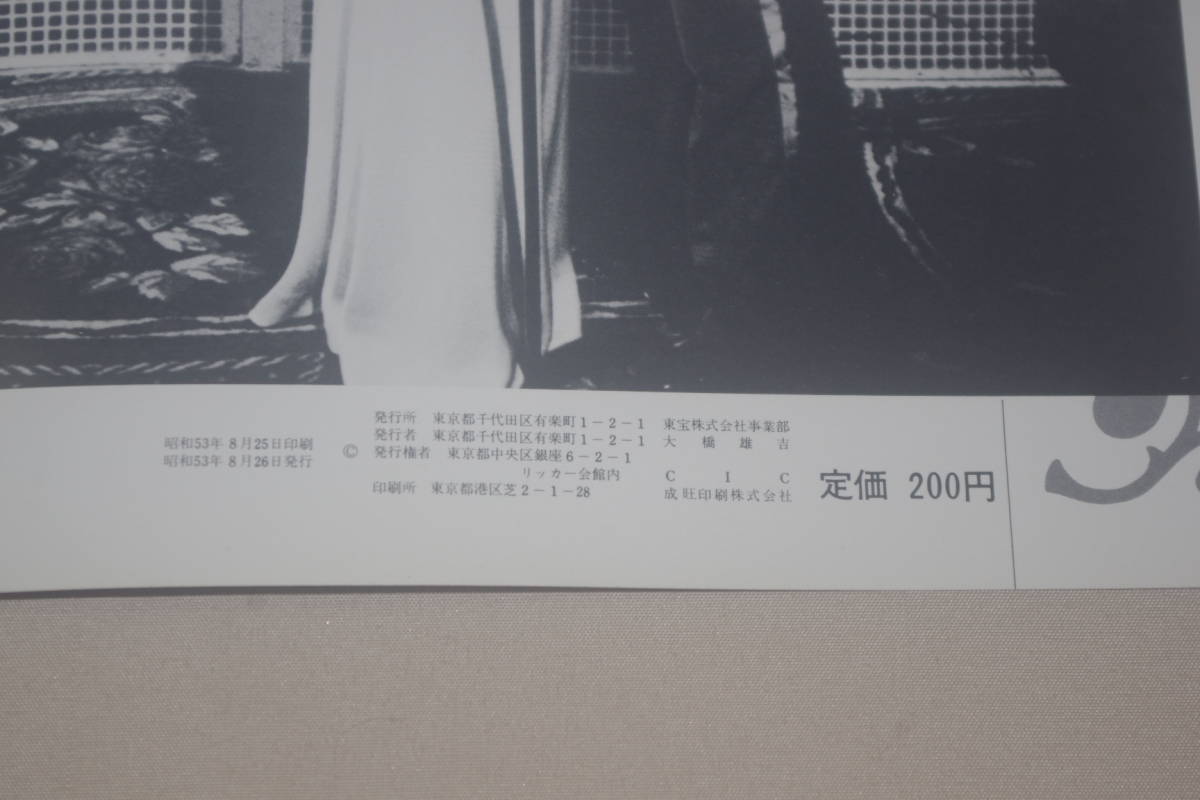 昭和53年 8月25日印刷
昭和53年 8月26日発行
©
発行所 東京都千代田区有楽町1－2－1 東宝株式会社事業部
発行者 東京都千代田区有楽町1－2－1 大橋雄吉
発行権者 東京都中央区銀座6－2－1
リッカー会館内 CIC
印刷所 東京都港区芝2－1－28 成旺印刷株式会社
定価 200円